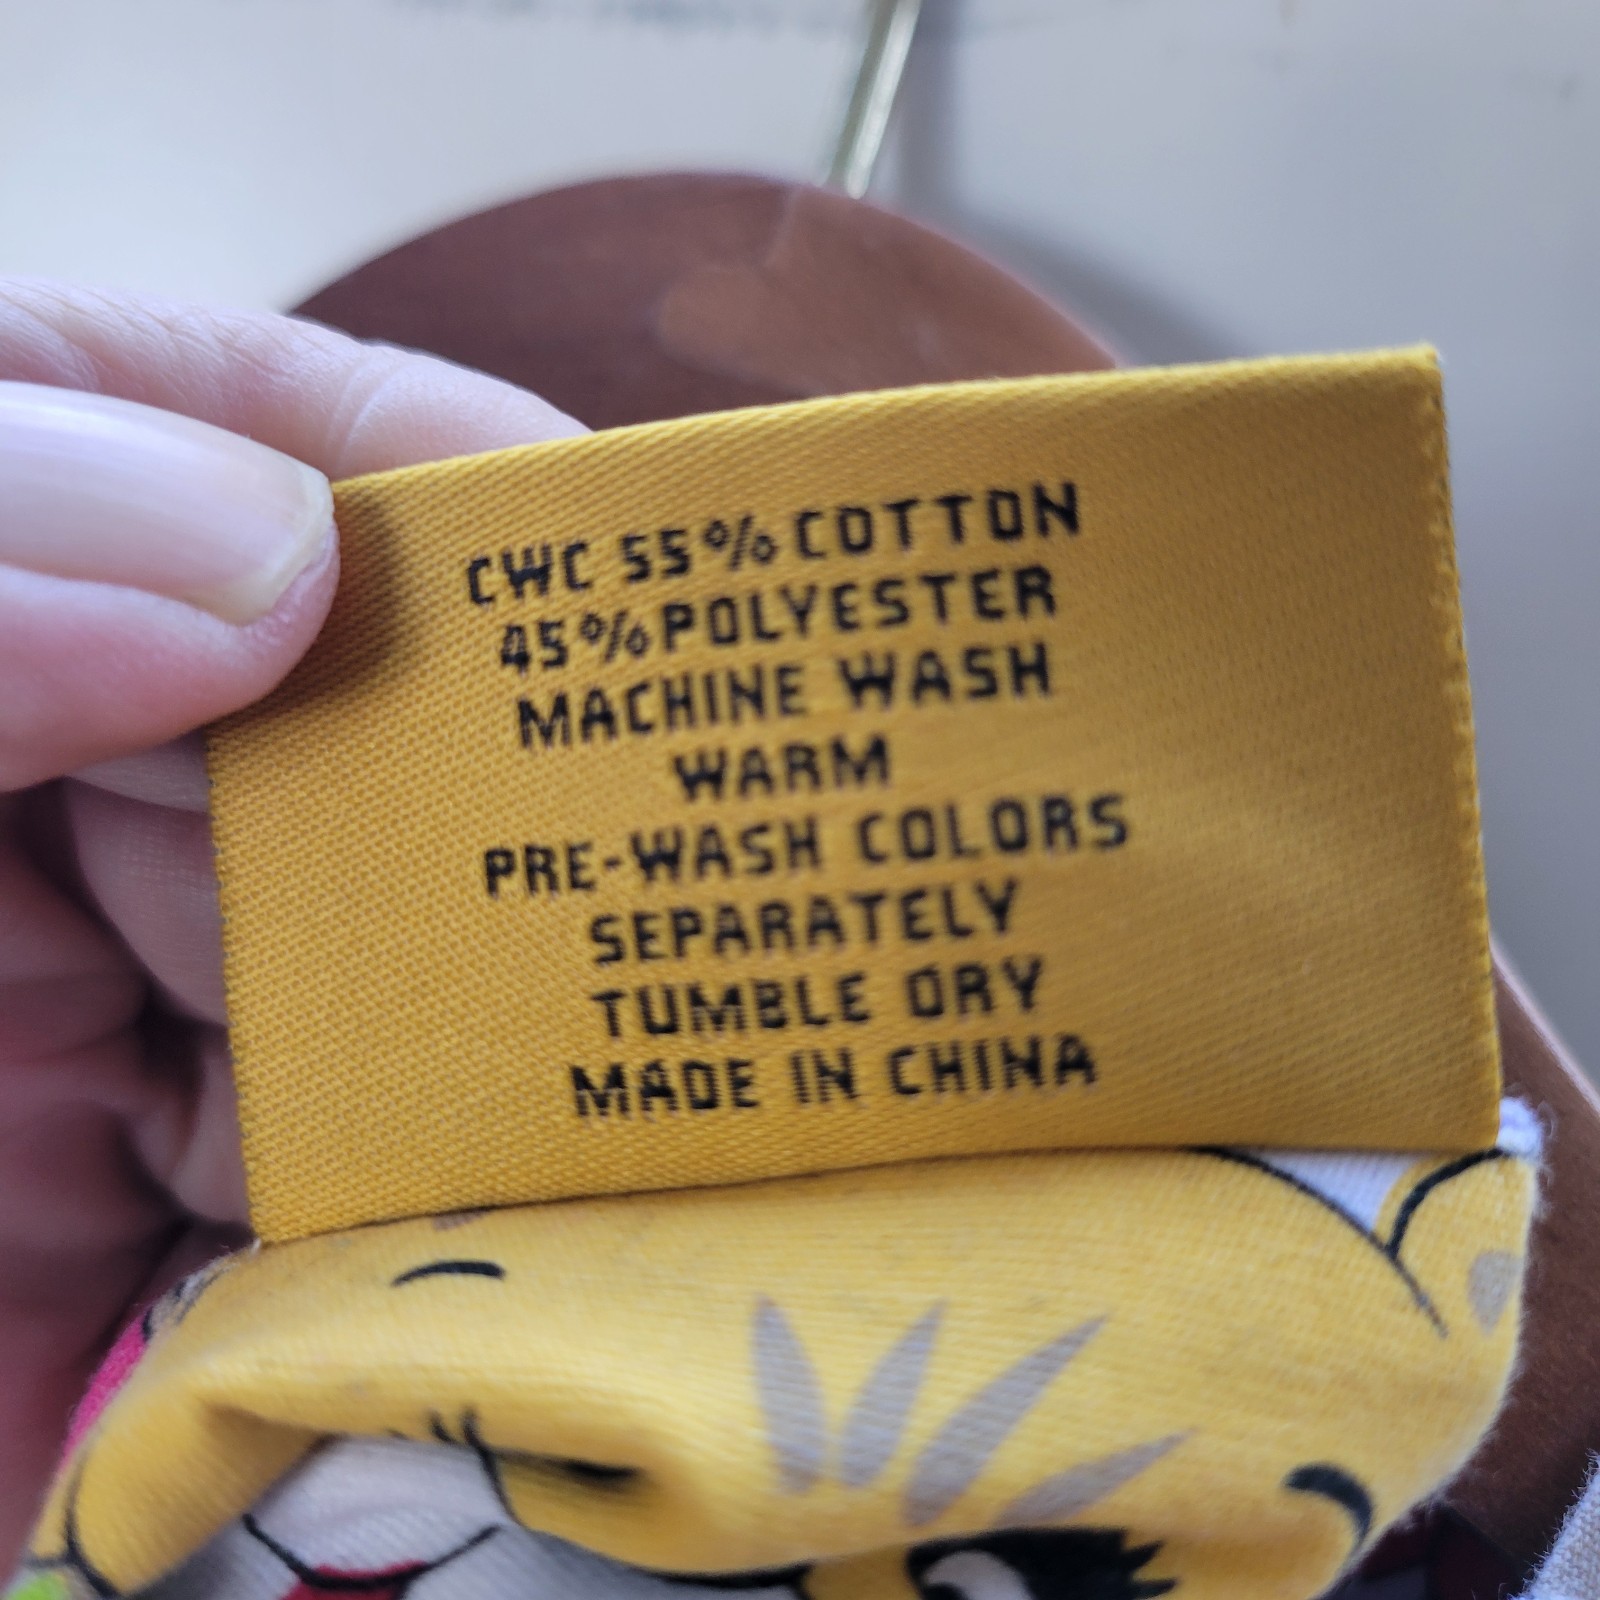 CWC 55% COTTON
45% POLYESTER
MACHINE WASH
WARM
PRE-WASH COLORS
SEPARATELY
TUMBLE DRY
MADE IN CHINA